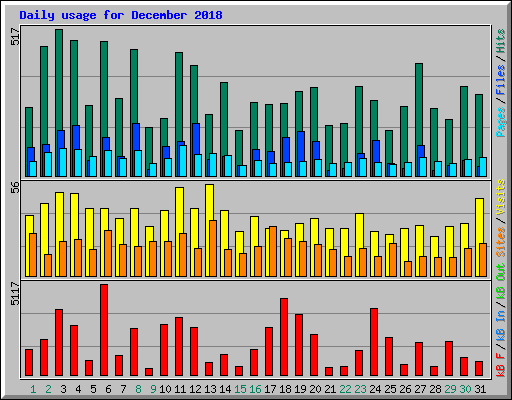 Daily usage for December 2018
517
Pages / Files / Hits
56
Sites / Visits
5117
kB F / kB In / kB Out
1 2 3 4 5 6 7 8 9 10 11 12 13 14 15 16 17 18 19 20 21 22 23 24 25 26 27 28 29 30 31